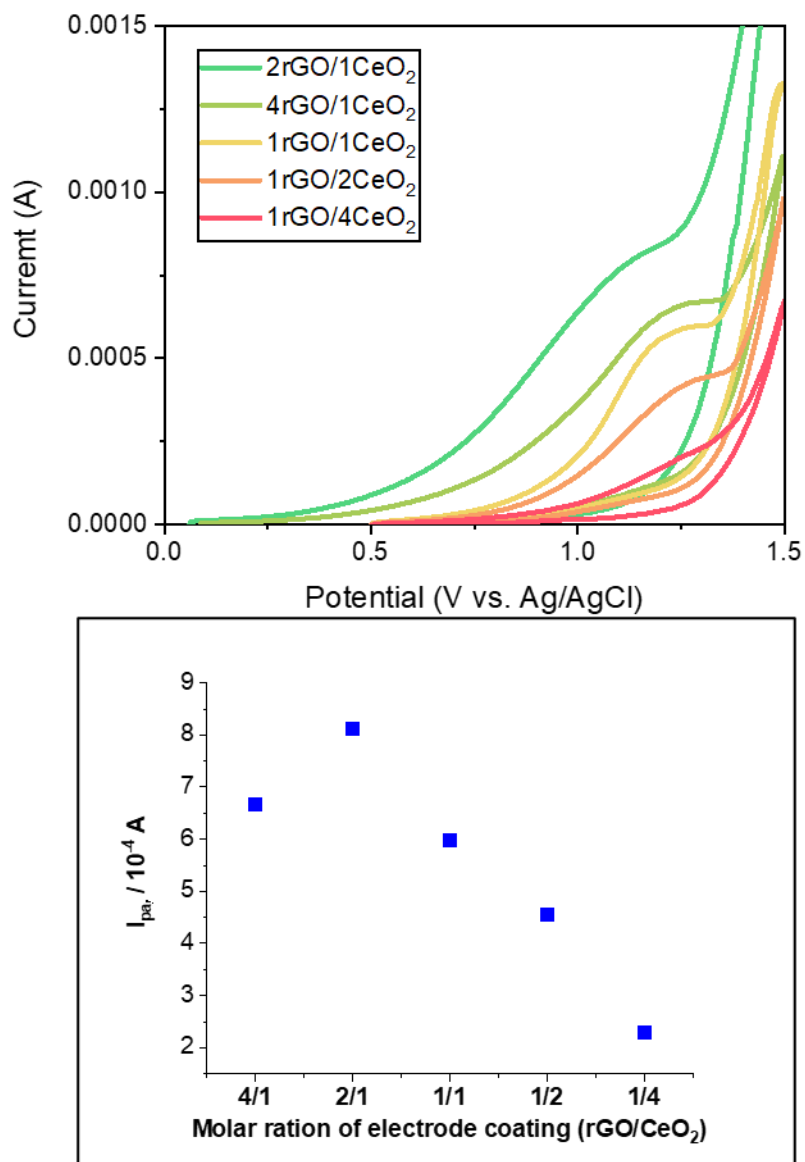 0.0015
0.0010
0.0005
0.0000
Curremt (A)
2rGO/1CeO₂
4rGO/1CeO₂
1rGO/1CeO₂
1rGO/2CeO₂
1rGO/4CeO₂
0.0 0.5 1.0 1.5
Potential (V vs. Ag/AgCl)
9
8
7
6
5
4
3
2
I_pa, / 10⁻⁴ A
4/1 2/1 1/1 1/2 1/4
Molar ration of electrode coating (rGO/CeO₂)